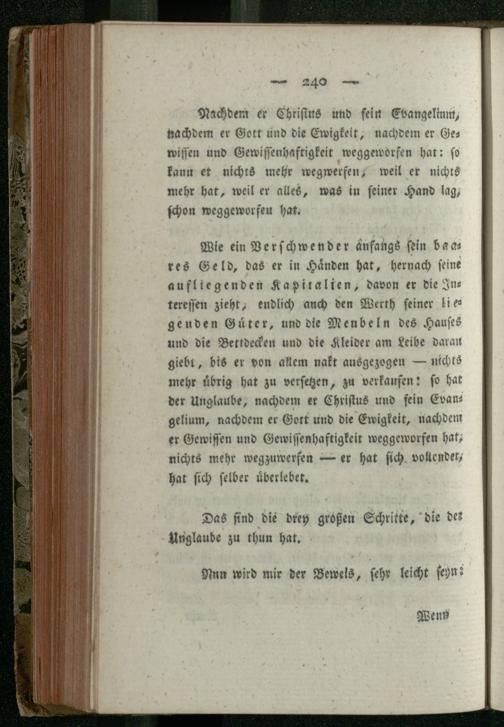 — 240 —
Nachdem er Christus und sein Evangelium,
nachdem er Gott und die Ewigkeit, nachdem er Ge-
wissen und Gewissenhaftigkeit weggeworfen hat: so
kann er nichts mehr wegwerfen, weil er nichts
mehr hat, weil er alles, was in seiner Hand lag,
schon weggeworfen hat.
Wie ein Verschwender anfangs sein baa-
res Geld, das er in Händen hat, hernach seine
aufliegenden Kapitalien, davon er die In-
teressen zieht, endlich auch den Werth seiner lie-
genden Güter, und die Meubeln des Hauses
und die Bettdecken und die Kleider am Leibe daran
giebt, bis er von allem nakt ausgezogen — nichts
mehr übrig hat zu versetzen, zu verkaufen: so hat
der Unglaube, nachdem er Christus und sein Evan-
gelium, nachdem er Gott und die Ewigkeit, nachdem
er Gewissen und Gewissenhaftigkeit weggeworfen hat,
nichts mehr wegzuwerfen — er hat sich vollendet,
hat sich selber überlebet.
Das sind die drey großen Schritte, die der
Unglaube zu thun hat.
Nun wird mir der Beweis, sehr leicht seyn:
Wenn